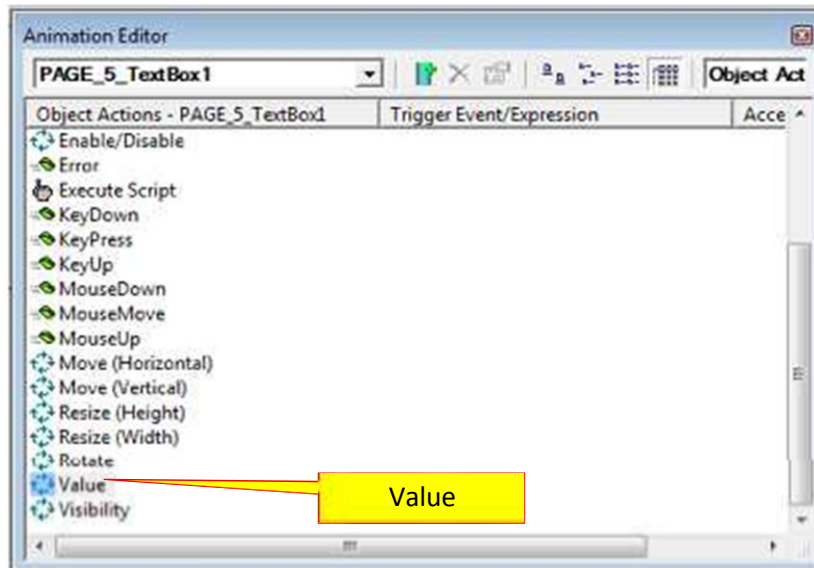 Animation Editor
PAGE_5_TextBox1 Object Act
Object Actions - PAGE_5_TextBox1 Trigger Event/Expression Acce
Enable/Disable
Error
Execute Script
KeyDown
KeyPress
KeyUp
MouseDown
MouseMove
MouseUp
Move (Horizontal)
Move (Vertical)
Resize (Height)
Resize (Width)
Rotate
Value
Value
Visibility